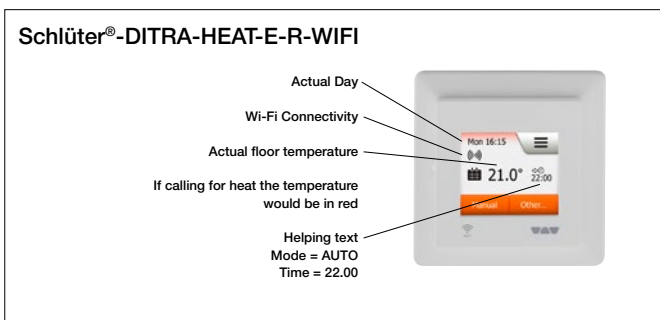 Schlüter®-DITRA-HEAT-E-R-WIFI
Actual Day
Wi-Fi Connectivity
Actual floor temperature
If calling for heat the temperature
would be in red
Helping text
Mode = AUTO
Time = 22.00
Mon 16:15
21.0°
22:00
Manual
Other...